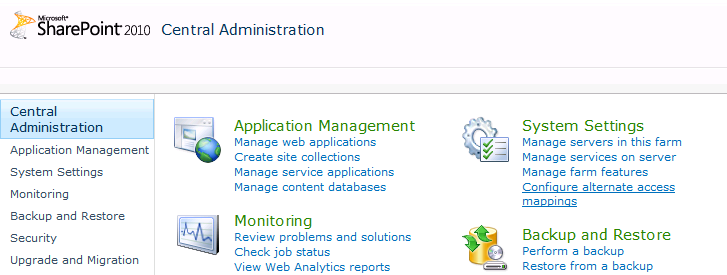 Microsoft®
SharePoint 2010 Central Administration
Central
Administration
Application Management
System Settings
Monitoring
Backup and Restore
Security
Upgrade and Migration
Application Management
Manage web applications
Create site collections
Manage service applications
Manage content databases
Monitoring
Review problems and solutions
Check job status
View Web Analytics reports
System Settings
Manage servers in this farm
Manage services on server
Manage farm features
Configure alternate access
mappings
Backup and Restore
Perform a backup
Restore from a backup